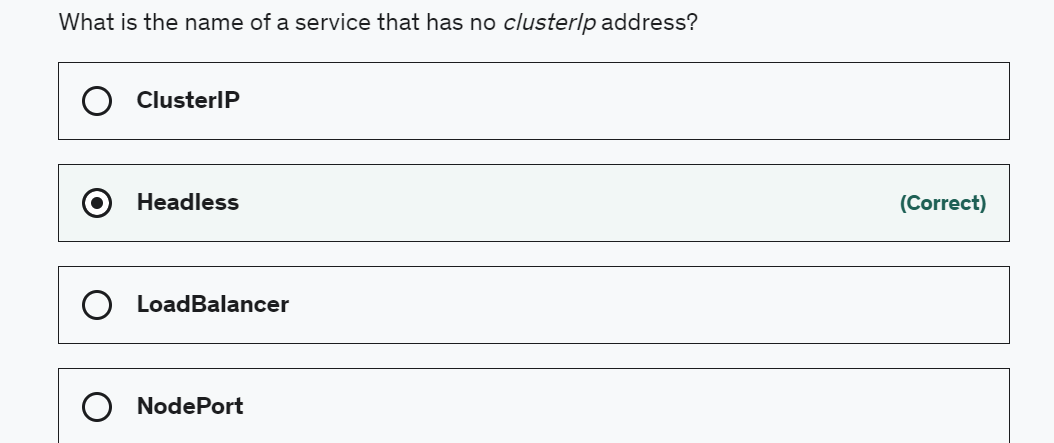 What is the name of a service that has no clusterIp address?
ClusterIP
Headless (Correct)
LoadBalancer
NodePort